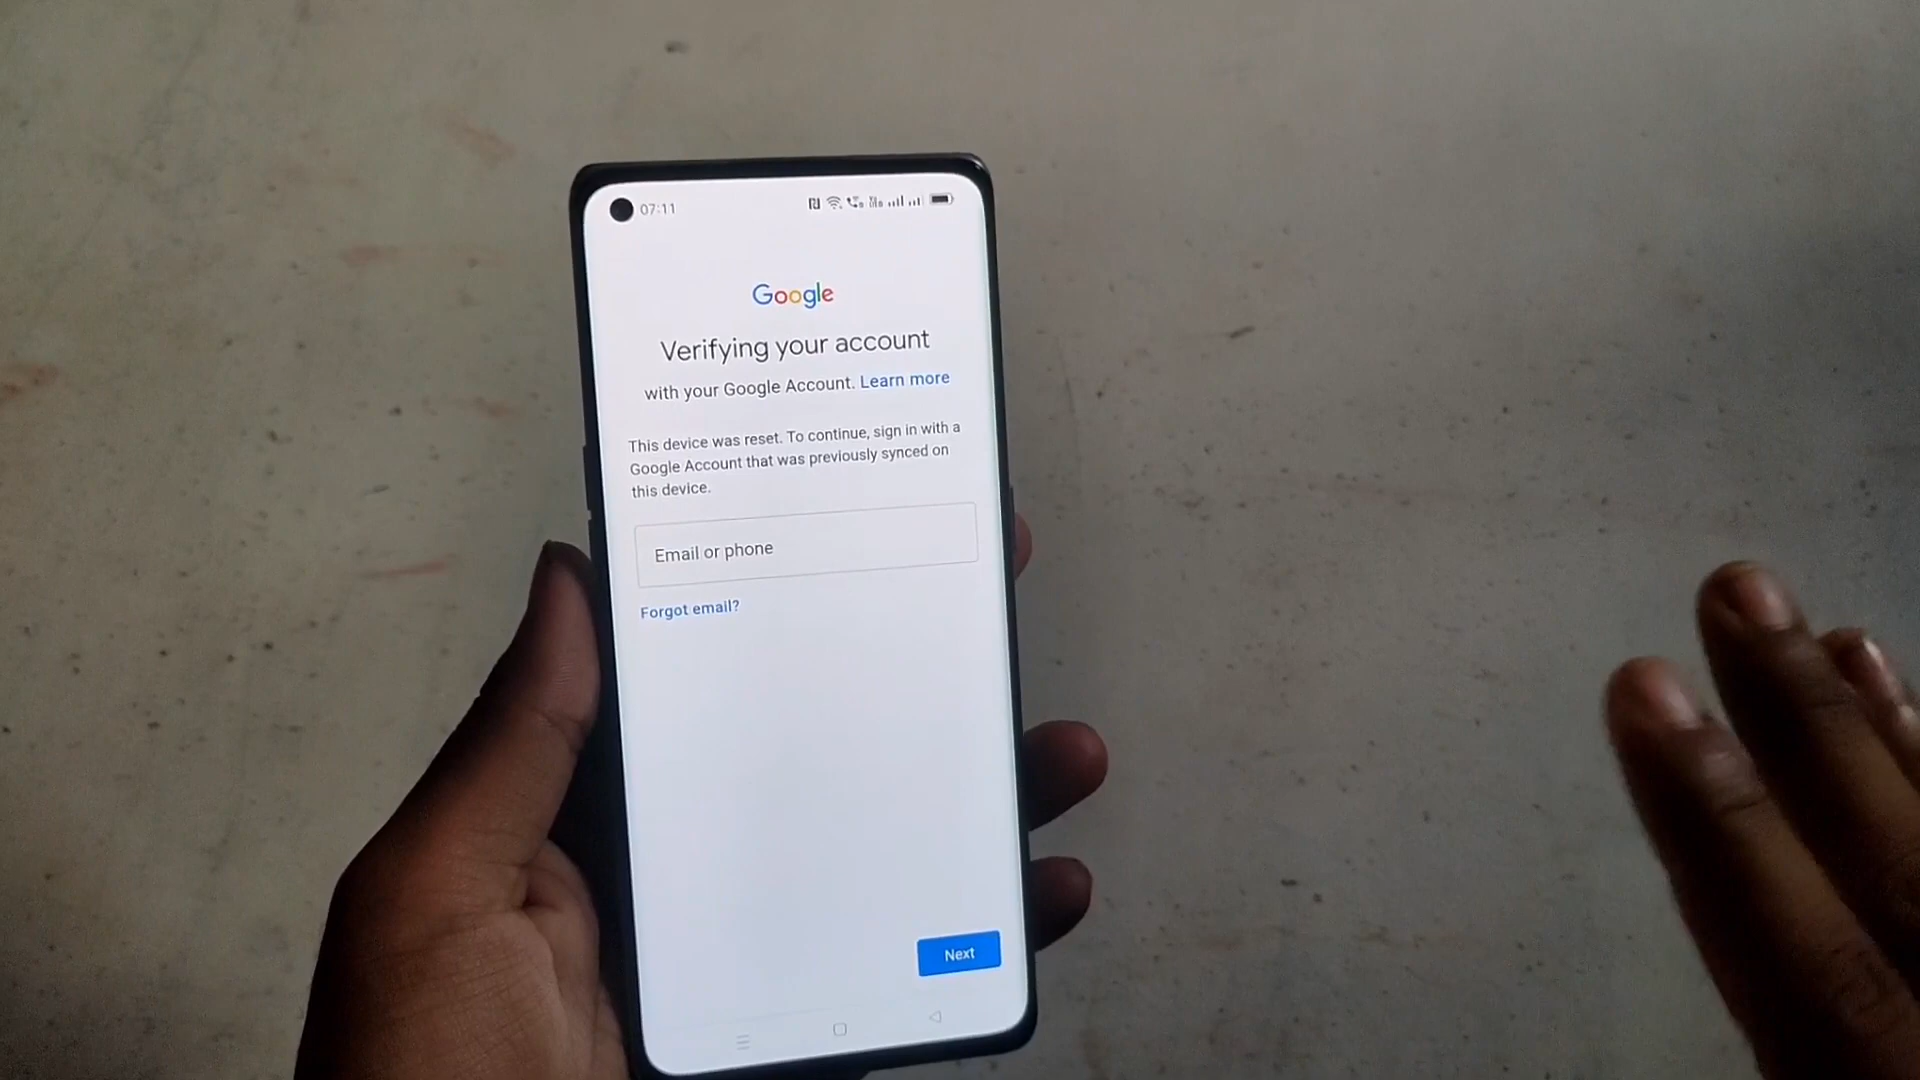 07:11
Google
Verifying your account
with your Google Account. Learn more
This device was reset. To continue, sign in with a
Google Account that was previously synced on
this device.
Email or phone
Forgot email?
Next